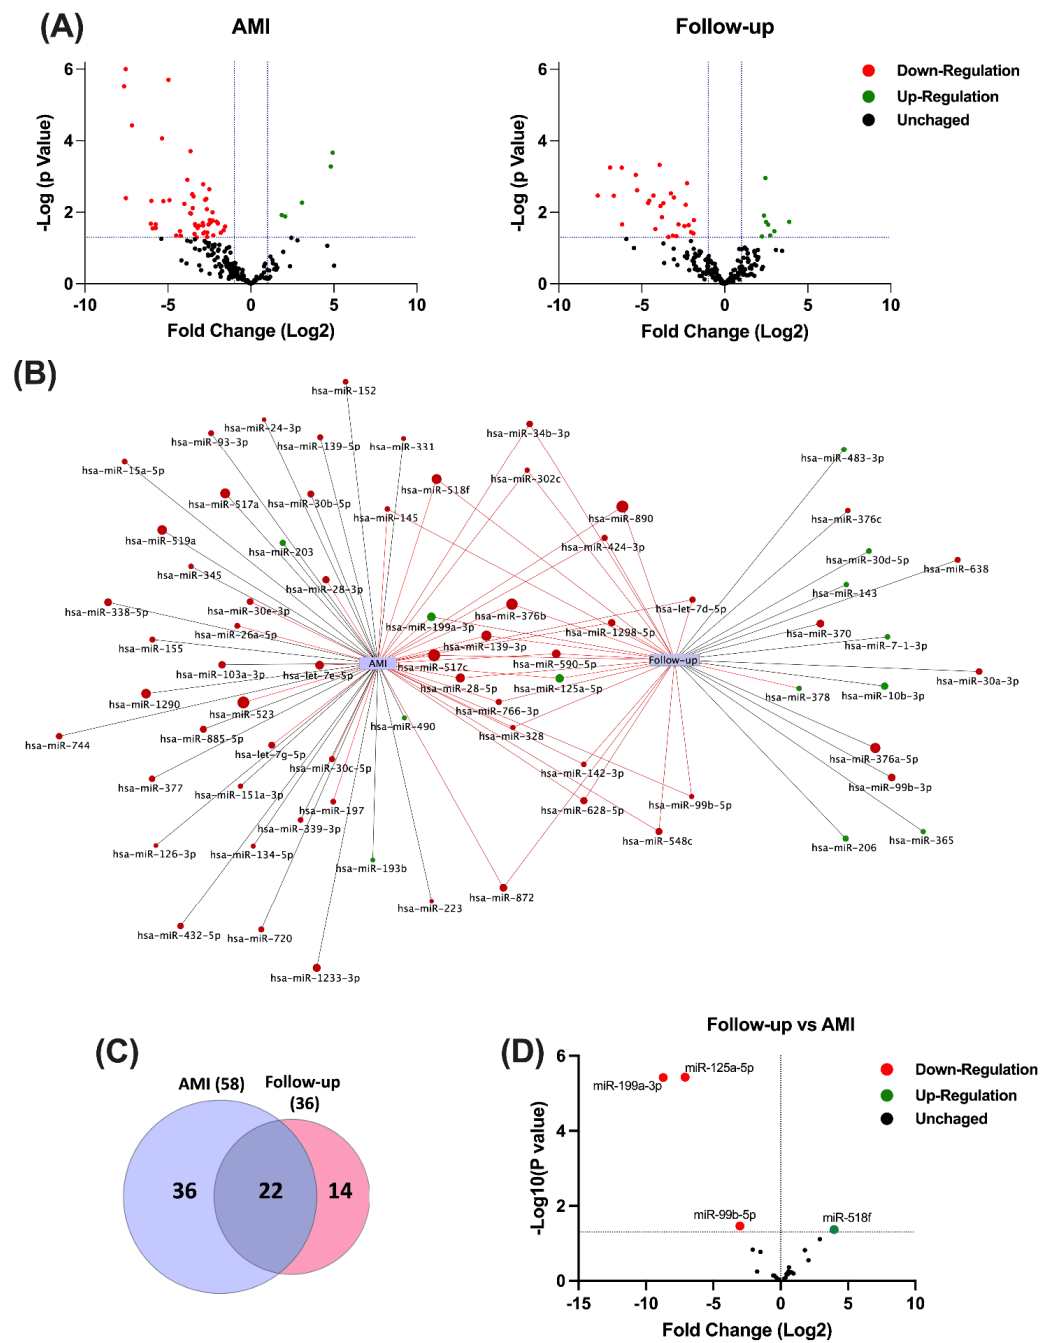 (A)
AMI
Follow-up
6
4
2
0
-Log (p Value)
-10
-5
0
5
10
Fold Change (Log2)
6
4
2
0
-Log (p Value)
-10
-5
0
5
10
Fold Change (Log2)
Down-Regulation
Up-Regulation
Unchaged
(B)
hsa-miR-152
hsa-miR-24-3p
hsa-miR-93-3p
hsa-miR-139-5p
hsa-miR-331
hsa-miR-34b-3p
hsa-miR-483-3p
hsa-miR-15a-5p
hsa-miR-302c
hsa-miR-518f
hsa-miR-517a
hsa-miR-30b-5p
hsa-miR-145
hsa-miR-890
hsa-miR-376c
hsa-miR-519a
hsa-miR-424-3p
hsa-miR-203
hsa-miR-30d-5p
hsa-miR-638
hsa-miR-345
hsa-miR-28-3p
hsa-miR-143
hsa-miR-338-5p
hsa-miR-30e-3p
hsa-let-7d-5p
hsa-miR-376b
hsa-miR-199a-3p
hsa-miR-26a-5p
hsa-miR-1298-5p
hsa-miR-370
hsa-miR-155
hsa-miR-139-3p
hsa-miR-7-1-3p
AMI
Follow-up
hsa-miR-517c
hsa-miR-590-5p
hsa-miR-103a-3p
hsa-let-7e-5p
hsa-miR-30a-3p
hsa-miR-28-5p
hsa-miR-125a-5p
hsa-miR-1290
hsa-miR-378
hsa-miR-10b-3p
hsa-miR-523
hsa-miR-766-3p
hsa-miR-490
hsa-miR-744
hsa-miR-885-5p
hsa-miR-328
hsa-let-7g-5p
hsa-miR-376a-5p
hsa-miR-30c-5p
hsa-miR-142-3p
hsa-miR-377
hsa-miR-99b-3p
hsa-miR-151a-3p
hsa-miR-99b-5p
hsa-miR-197
hsa-miR-628-5p
hsa-miR-339-3p
hsa-miR-548c
hsa-miR-206
hsa-miR-365
hsa-miR-126-3p
hsa-miR-134-5p
hsa-miR-193b
hsa-miR-872
hsa-miR-223
hsa-miR-432-5p
hsa-miR-720
hsa-miR-1233-3p
(C)
AMI (58)
Follow-up
(36)
36
22
14
(D)
Follow-up vs AMI
6
4
2
0
-Log10(P value)
miR-125a-5p
miR-199a-3p
miR-99b-5p
miR-518f
-15
-10
-5
0
5
10
Fold Change (Log2)
Down-Regulation
Up-Regulation
Unchaged